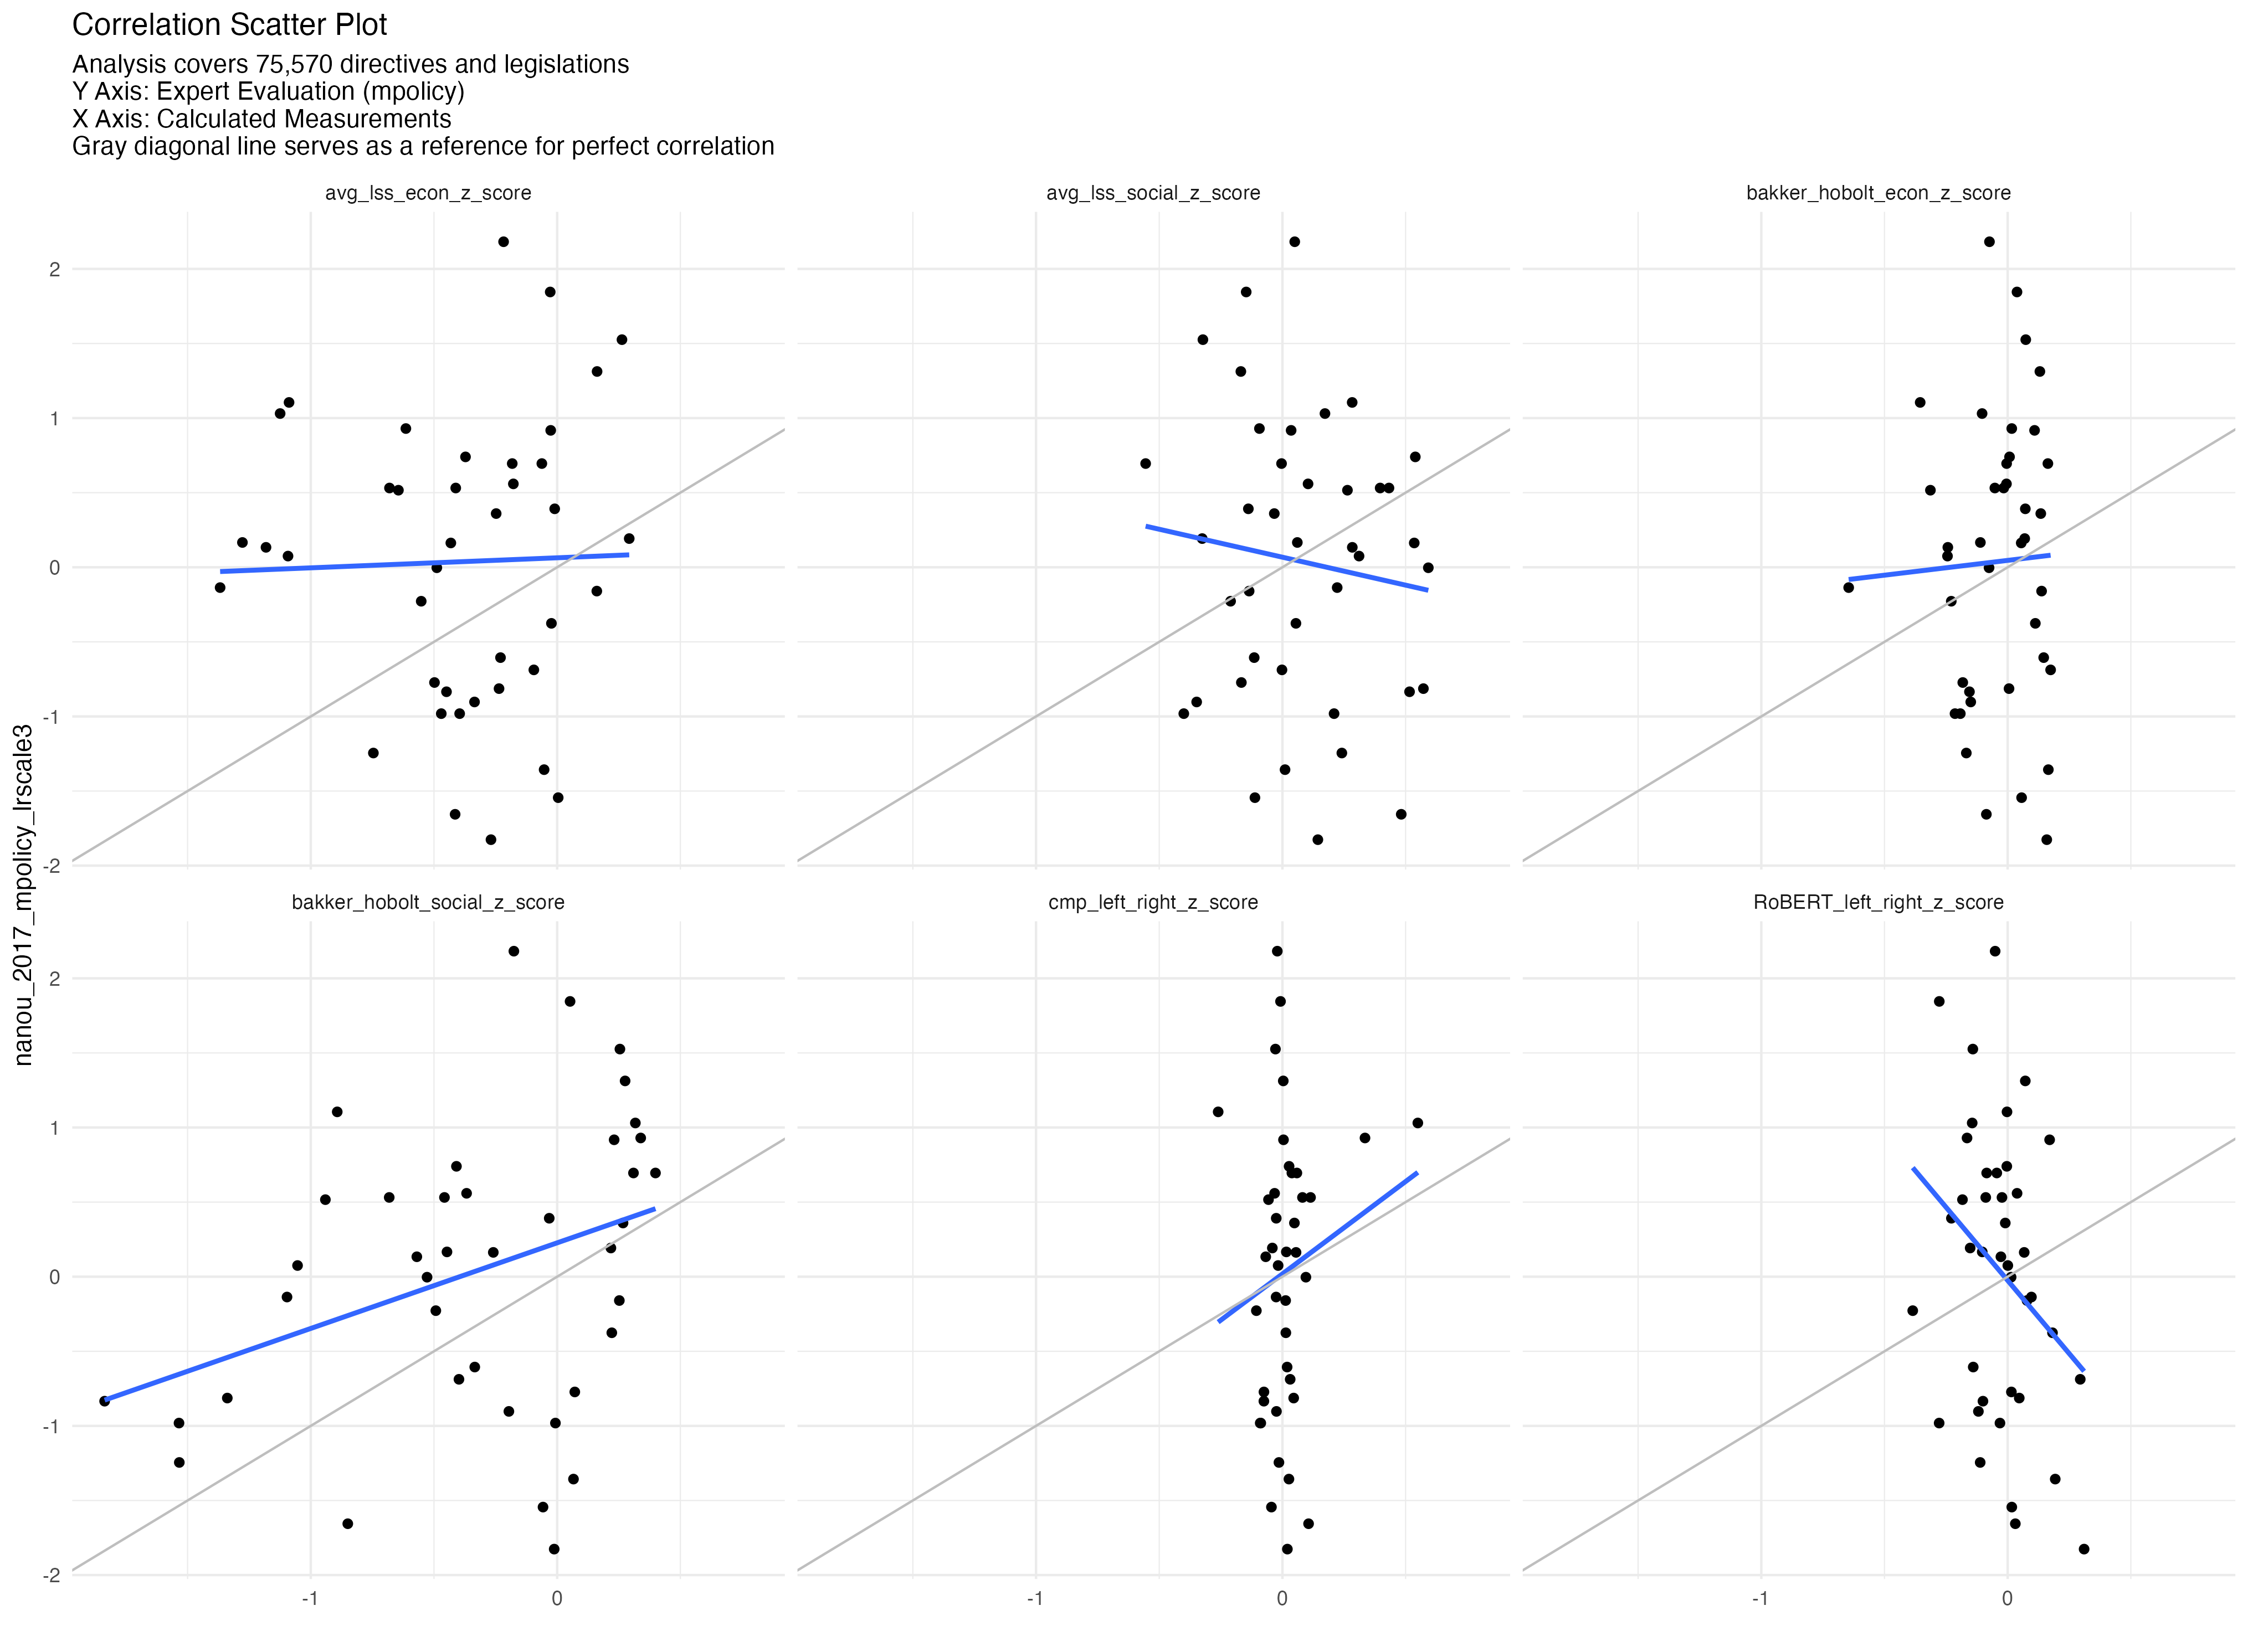 Correlation Scatter Plot
Analysis covers 75,570 directives and legislations
Y Axis: Expert Evaluation (mpolicy)
X Axis: Calculated Measurements
Gray diagonal line serves as a reference for perfect correlation
avg_lss_econ_z_score
avg_lss_social_z_score
bakker_hobolt_econ_z_score
2
1
0
-1
-2
nanou_2017_mpolicy_lrscale3
bakker_hobolt_social_z_score
cmp_left_right_z_score
RoBERT_left_right_z_score
2
1
0
-1
-2
-1
0
-1
0
-1
0